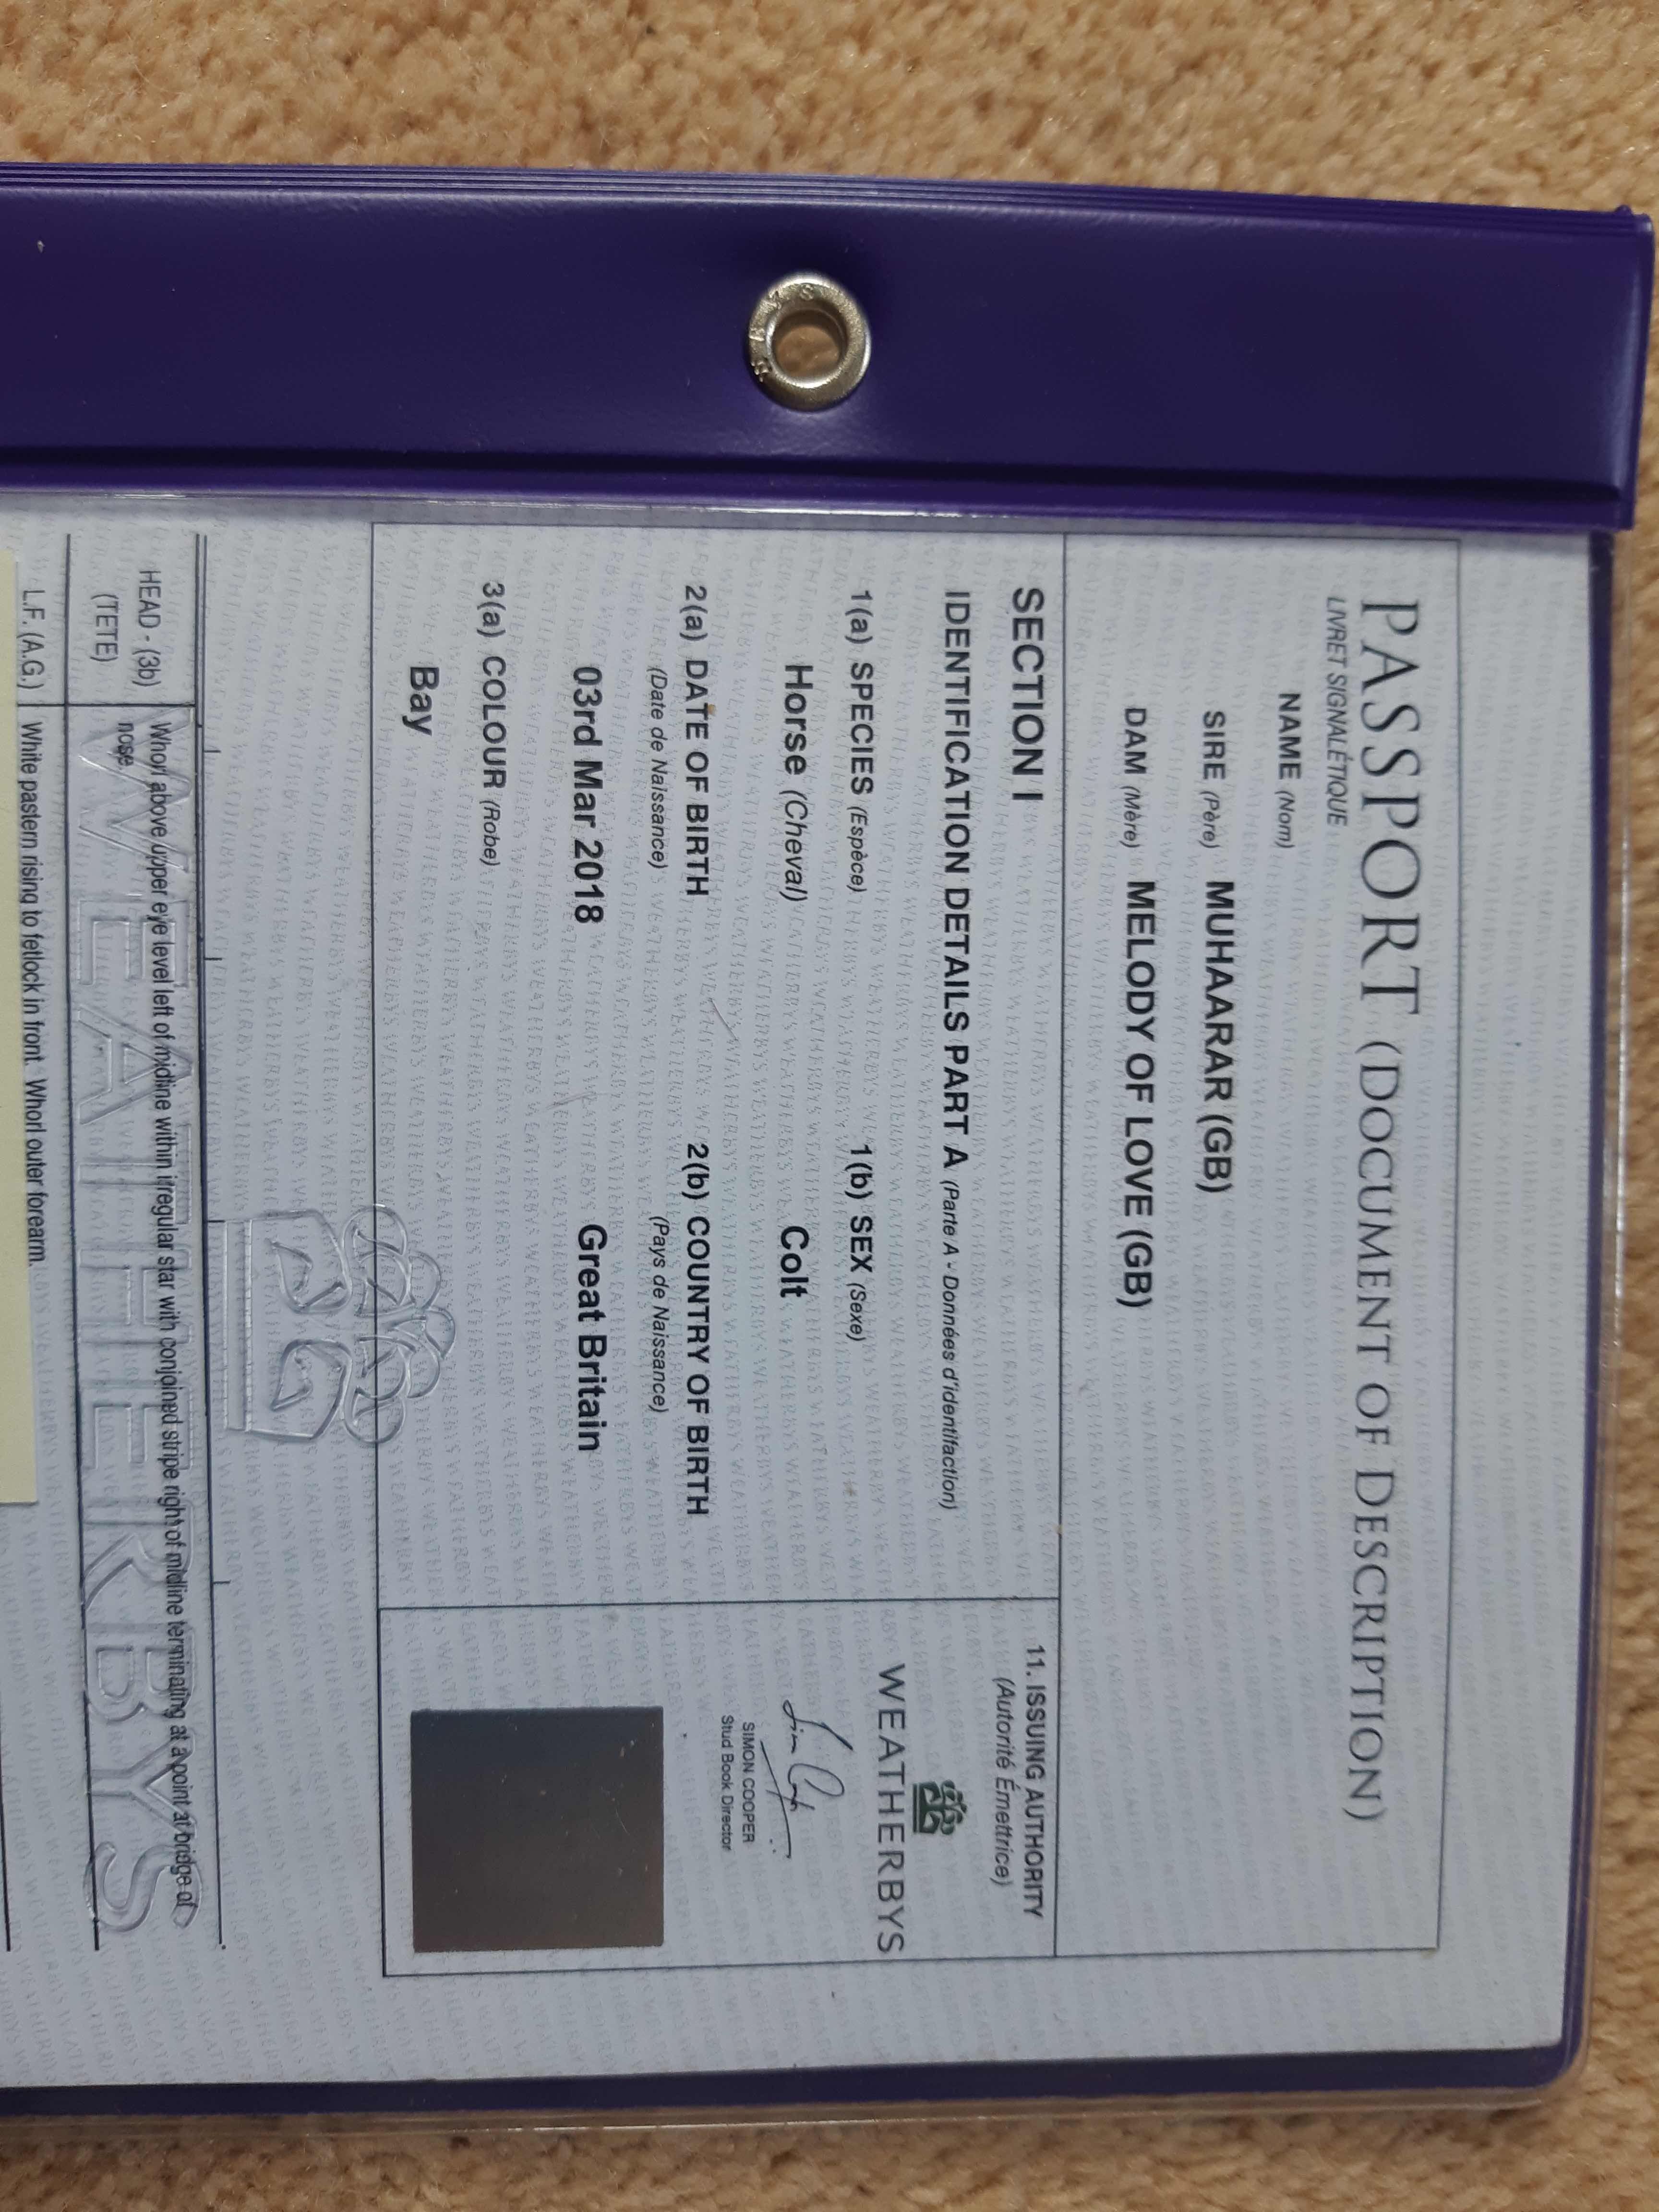 PASSPORT (DOCUMENT OF DESCRIPTION)
LIVRET SIGNALÉTIQUE
NAME (Nom)
SIRE (Père) MUHAARAR (GB)
DAM (Mère) MELODY OF LOVE (GB)
SECTION I
IDENTIFICATION DETAILS PART A (Parte A - Données d'identifaction)
1(a) SPECIES (Espèce) 1(b) SEX (Sexe)
Horse (Cheval) Colt
2(a) DATE OF BIRTH 2(b) COUNTRY OF BIRTH
(Date de Naissance) (Pays de Naissance)
03rd Mar 2018 Great Britain
3(a) COLOUR (Robe)
Bay
11. ISSUING AUTHORITY
(Autorité Émettrice)
WEATHERBYS
SIMON COOPER
Stud Book Director
HEAD - (3b) Whorl above upper eye level left of midline within irregular star with conjoined stripe right of midline terminating at a point at bridge of
(TETE) nose.
WEATHERBYS
L.F. (A.G.) White pastern rising to fetlock in front. Whorl outer forearm.